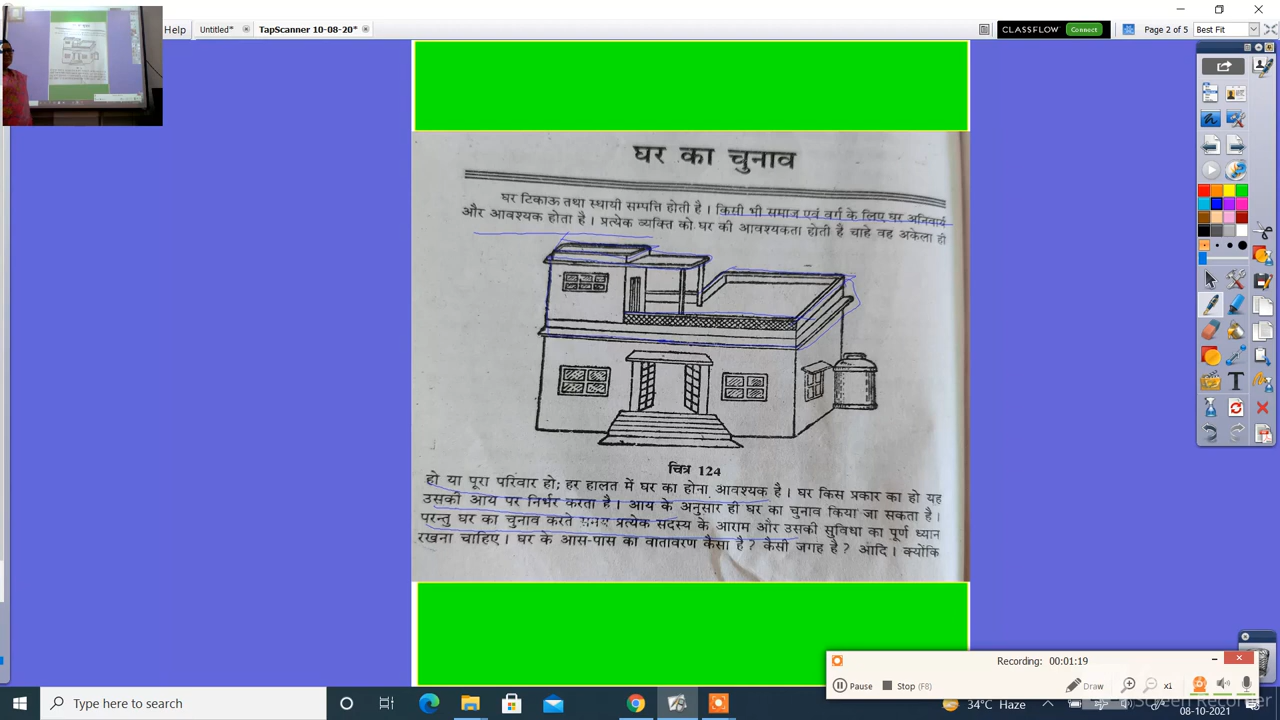 Help
Untitled*
TapScanner 10-08-20*
CLASSFLOW
Connect
Page 2 of 5
Best Fit
घर का चुनाव
घर टिकाऊ तथा स्थायी सम्पत्ति होती है। किसी भी समाज एवं वर्ग के लिए घर अनिवार्य
और आवश्यक होता है। प्रत्येक व्यक्ति को घर की आवश्यकता होती है चाहे वह अकेला ही
चित्र 124
हो या पूरा परिवार हो; हर हालत में घर का होना आवश्यक है। घर किस प्रकार का हो यह
उसकी आय पर निर्भर करता है। आय के अनुसार ही घर का चुनाव किया जा सकता है।
परन्तु घर का चुनाव करते समय प्रत्येक सदस्य के आराम और उसकी सुविधा का पूर्ण ध्यान
रखना चाहिए। घर के आस-पास का वातावरण कैसा है? कैसी जगह है? आदि। क्योंकि
Recording: 00:01:19
Pause
Stop (F8)
Draw
x1
Type here to search
34°C Haze
08-10-2021
Screen Recorder